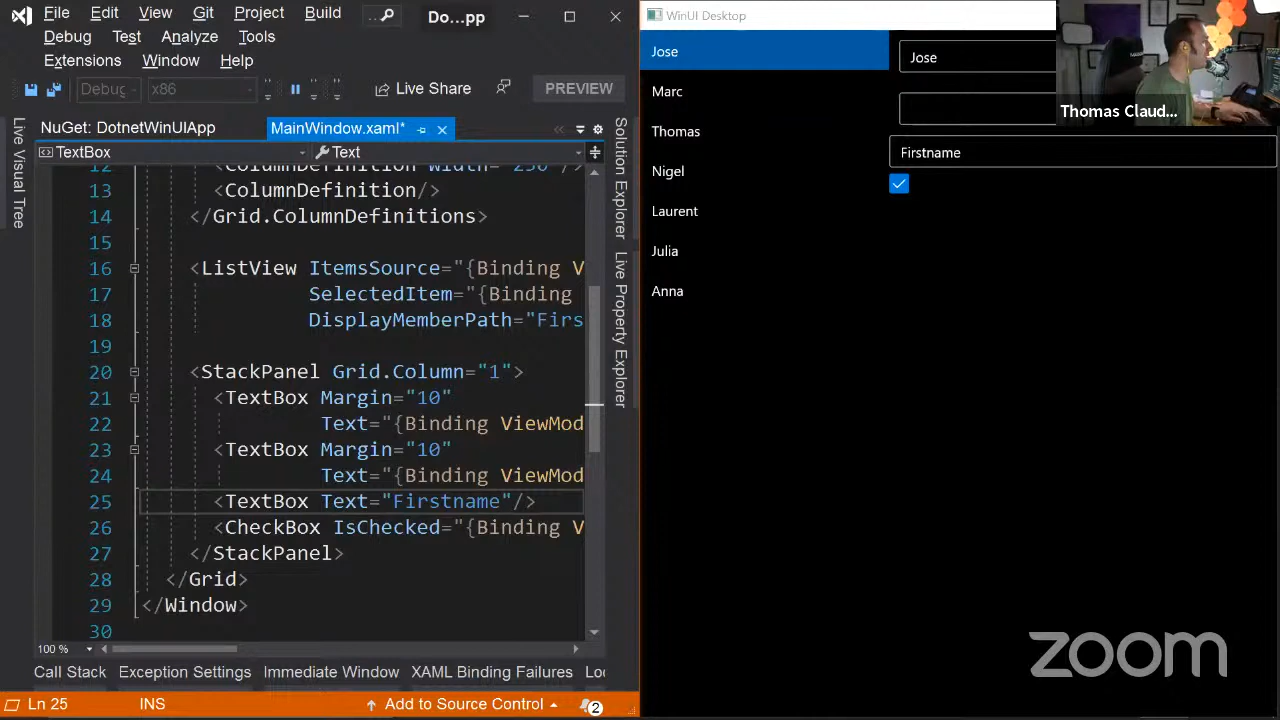 File Edit View Git Project Build Do...pp
Debug Test Analyze Tools
Extensions Window Help
Debug x86 Live Share PREVIEW
NuGet: DotnetWinUIApp MainWindow.xaml*
TextBox Text
Live Visual Tree
12 <ColumnDefinition Width="250"/>
13 <ColumnDefinition/>
14 </Grid.ColumnDefinitions>
15
16 <ListView ItemsSource="{Binding V
17 SelectedItem="{Binding
18 DisplayMemberPath="Firs
19
20 <StackPanel Grid.Column="1">
21 <TextBox Margin="10"
22 Text="{Binding ViewMod
23 <TextBox Margin="10"
24 Text="{Binding ViewMod
25 <TextBox Text="Firstname"/>
26 <CheckBox IsChecked="{Binding V
27 </StackPanel>
28 </Grid>
29 </Window>
30
100 %
Solution Explorer
Live Property Explorer
Call Stack Exception Settings Immediate Window XAML Binding Failures Lo
Ln 25 INS Add to Source Control 2
WinUI Desktop
Jose
Marc
Thomas
Nigel
Laurent
Julia
Anna
Jose
Firstname
Thomas Claud...
zoom